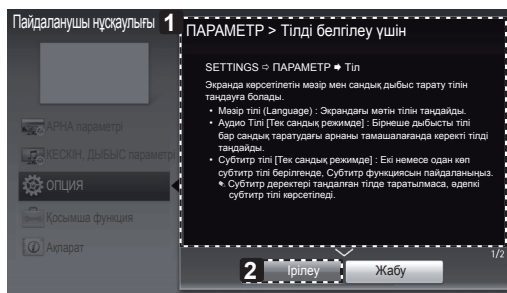 Пайдаланушы нұсқаулығы
1
ПАРАМЕТР > Тілді белгілеу үшін
SETTINGS ⇨ ПАРАМЕТР ➡ Тіл
Экранда көрсетілетін мәзір мен сандық дыбыс тарату тілін
таңдауға болады.
• Мәзір тілі (Language) : Экрандағы мәтін тілін таңдайды.
• Аудио Тілі [Тек сандық режимде] : Бірнеше дыбысты тілі
бар сандық таратудағы арнаны тамашалағанда керекті тілді
таңдайды.
• Субтитр тілі [Тек сандық режимде] : Екі немесе одан көп
субтитр тілі берілгенде, Субтитр функциясын пайдаланыңыз.
✎ Субтитр деректері таңдалған тілде таратылмаса, әдепкі
субтитр тілі көрсетіледі.
АРНА параметрі
КЕСКІН, ДЫБЫС параметрі
ОПЦИЯ
Қосымша функция
Ақпарат
1/2
2
Ірілеу
Жабу